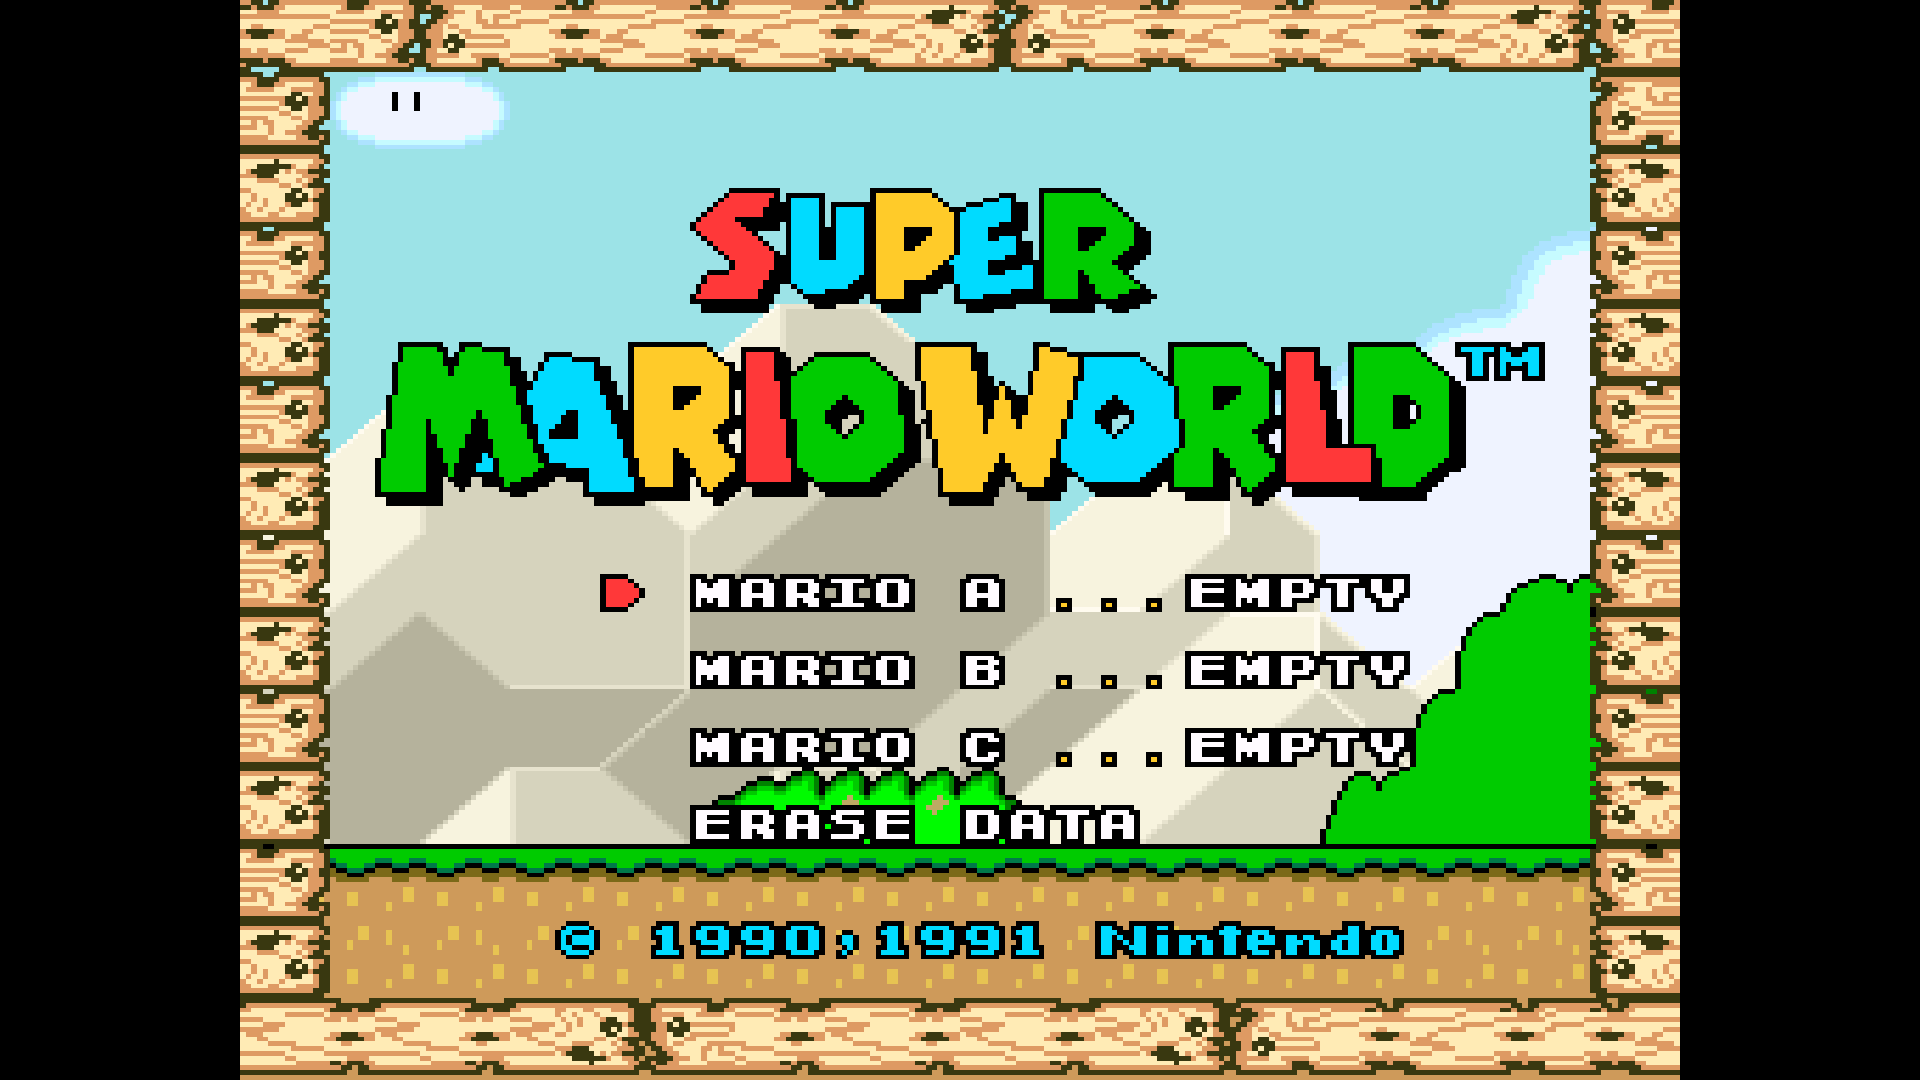 SUPER
MARIO WORLD™
MARIO A ...EMPTY
MARIO B ...EMPTY
MARIO C ...EMPTY
ERASE DATA
© 1990,1991 Nintendo